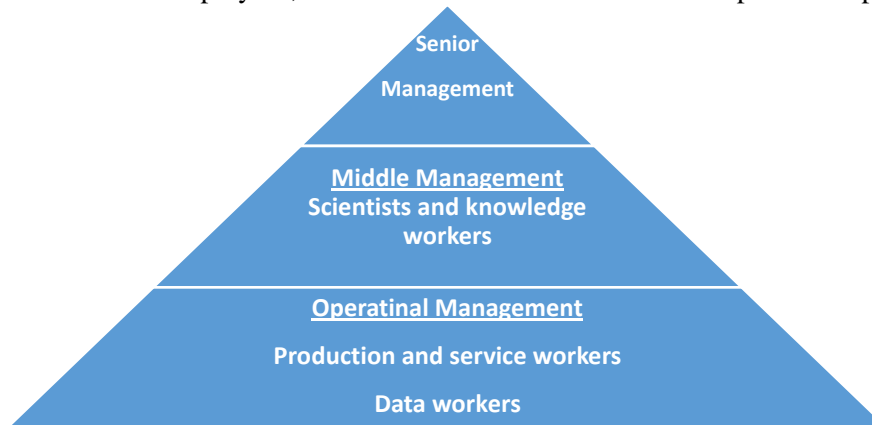 Senior
Management
Middle Management
Scientists and knowledge
workers
Operatinal Management
Production and service workers
Data workers